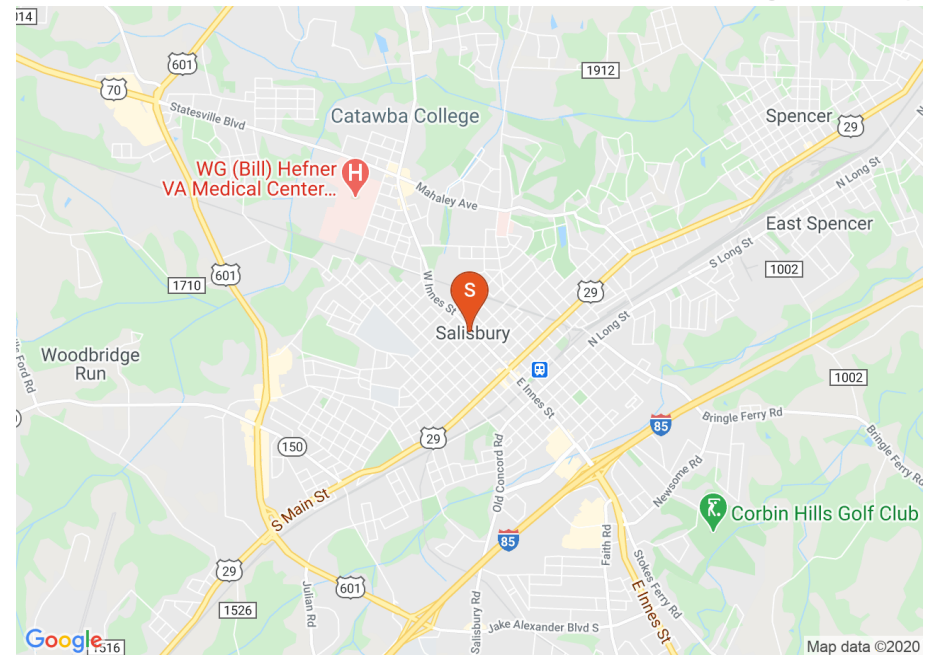 014
601
70
Statesville Blvd
Catawba College
1912
Spencer
29
N Long St
WG (Bill) Hefner
VA Medical Center...
H
Mahaley Ave
East Spencer
S Long St
1002
1710
601
W Innes St
S
29
Salisbury
N Long St
Woodbridge
Run
E Innes St
1002
Bringle Ferry Rd
85
29
150
Old Concord Rd
Newsome Rd
Bringle Ferry Rd
S Main St
Corbin Hills Golf Club
85
Faith Rd
Stokes Ferry Rd
29
601
Julian Rd
1526
Salisbury Rd
E Innes St
Jake Alexander Blvd S
Google
Map data ©2020